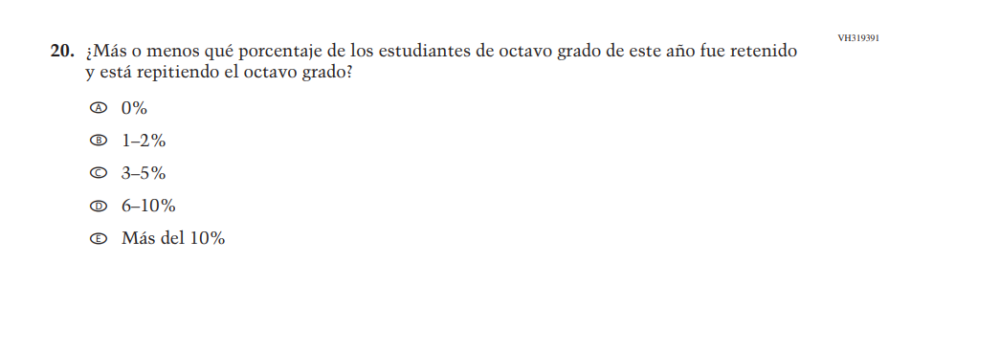 VH319391
20. ¿Más o menos qué porcentaje de los estudiantes de octavo grado de este año fue retenido
y está repitiendo el octavo grado?
A 0%
B 1–2%
C 3–5%
D 6–10%
E Más del 10%